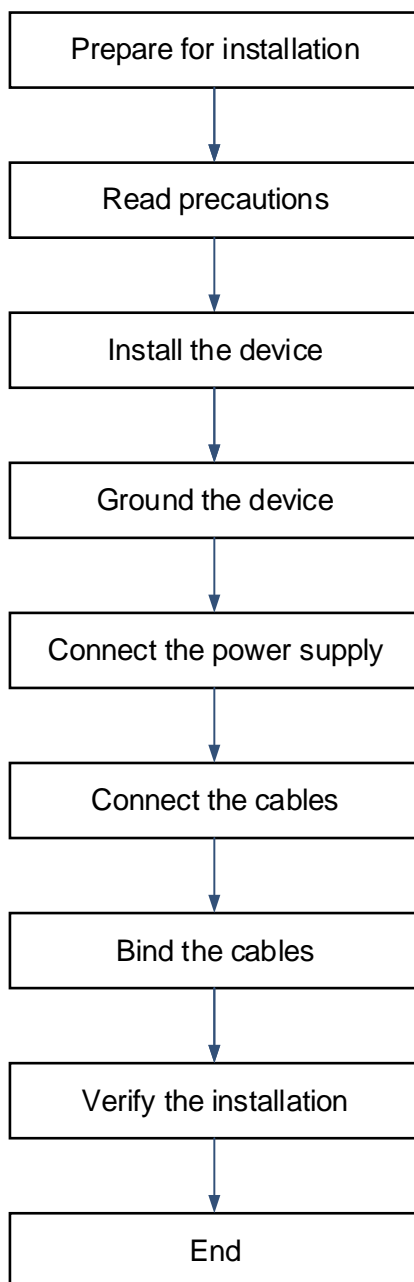 Prepare for installation
Read precautions
Install the device
Ground the device
Connect the power supply
Connect the cables
Bind the cables
Verify the installation
End